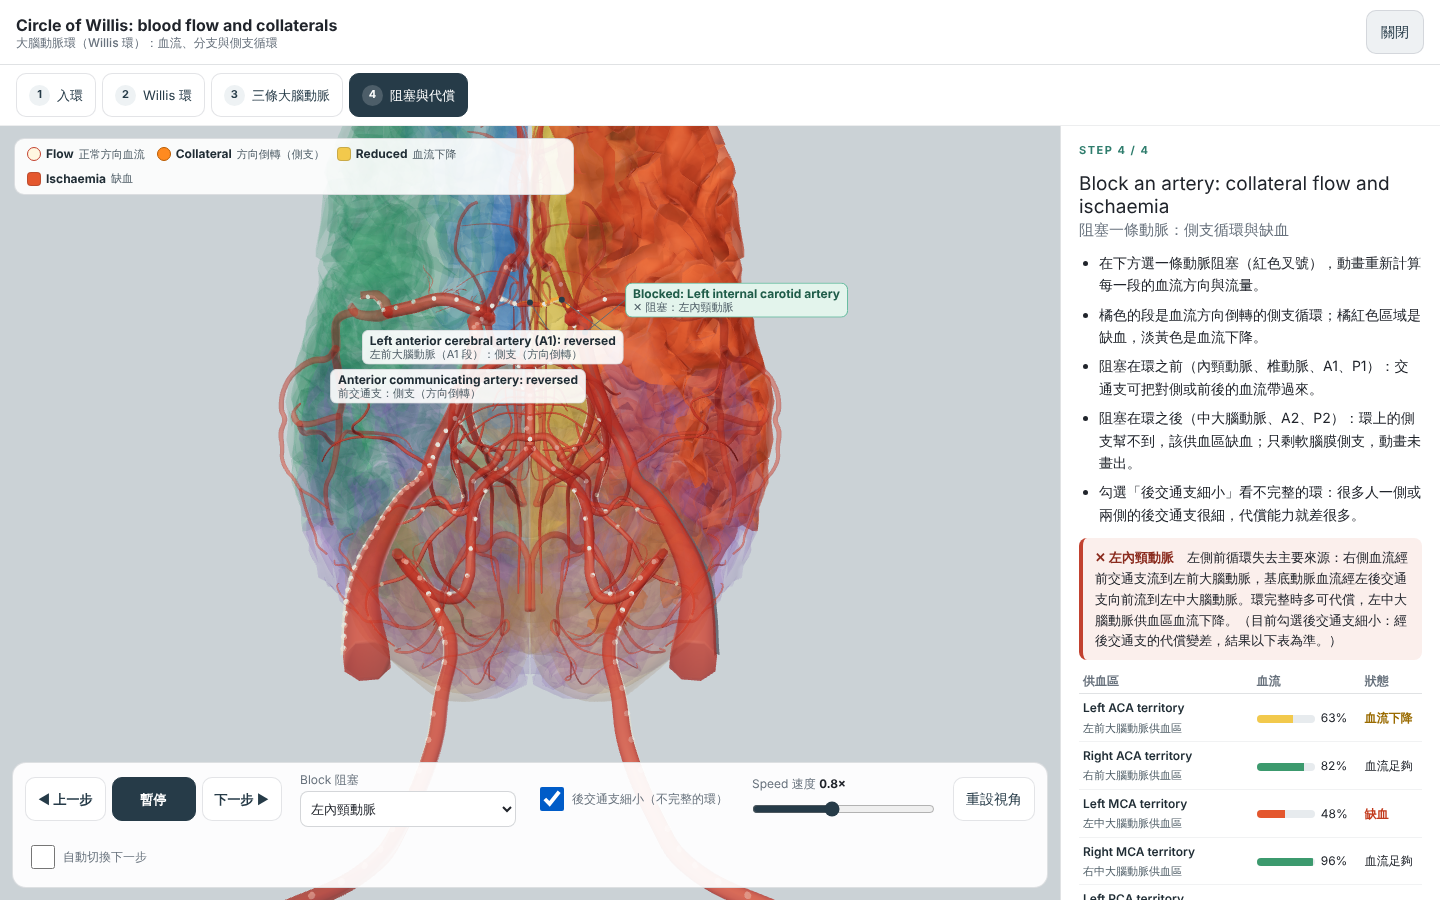 Circle of Willis: blood flow and collaterals
大腦動脈環（Willis 環）：血流、分支與側支循環
關閉
1 入環
2 Willis 環
3 三條大腦動脈
4 阻塞與代償
Flow 正常方向血流 Collateral 方向倒轉（側支） Reduced 血流下降
Ischaemia 缺血
Blocked: Left internal carotid artery
✕ 阻塞：左內頸動脈
Left anterior cerebral artery (A1): reversed
左前大腦動脈（A1 段）：側支（方向倒轉）
Anterior communicating artery: reversed
前交通支：側支（方向倒轉）
◀ 上一步
暫停
下一步 ▶
Block 阻塞
左內頸動脈
後交通支細小（不完整的環）
Speed 速度 0.8×
重設視角
自動切換下一步
STEP 4 / 4
Block an artery: collateral flow and
ischaemia
阻塞一條動脈：側支循環與缺血
在下方選一條動脈阻塞（紅色叉號），動畫重新計算
每一段的血流方向與流量。
橘色的段是血流方向倒轉的側支循環；橘紅色區域是
缺血，淡黃色是血流下降。
阻塞在環之前（內頸動脈、椎動脈、A1、P1）：交
通支可把對側或前後的血流帶過來。
阻塞在環之後（中大腦動脈、A2、P2）：環上的側
支幫不到，該供血區缺血；只剩軟腦膜側支，動畫未
畫出。
勾選「後交通支細小」看不完整的環：很多人一側或
兩側的後交通支很細，代償能力就差很多。
✕ 左內頸動脈 左側前循環失去主要來源：右側血流經
前交通支流到左前大腦動脈，基底動脈血流經左後交通
支向前流到左中大腦動脈。環完整時多可代償，左中大
腦動脈供血區血流下降。（目前勾選後交通支細小：經
後交通支的代償變差，結果以下表為準。）
供血區 血流 狀態
Left ACA territory
左前大腦動脈供血區
63% 血流下降
Right ACA territory
右前大腦動脈供血區
82% 血流足夠
Left MCA territory
左中大腦動脈供血區
48% 缺血
Right MCA territory
右中大腦動脈供血區
96% 血流足夠
Left PCA territory